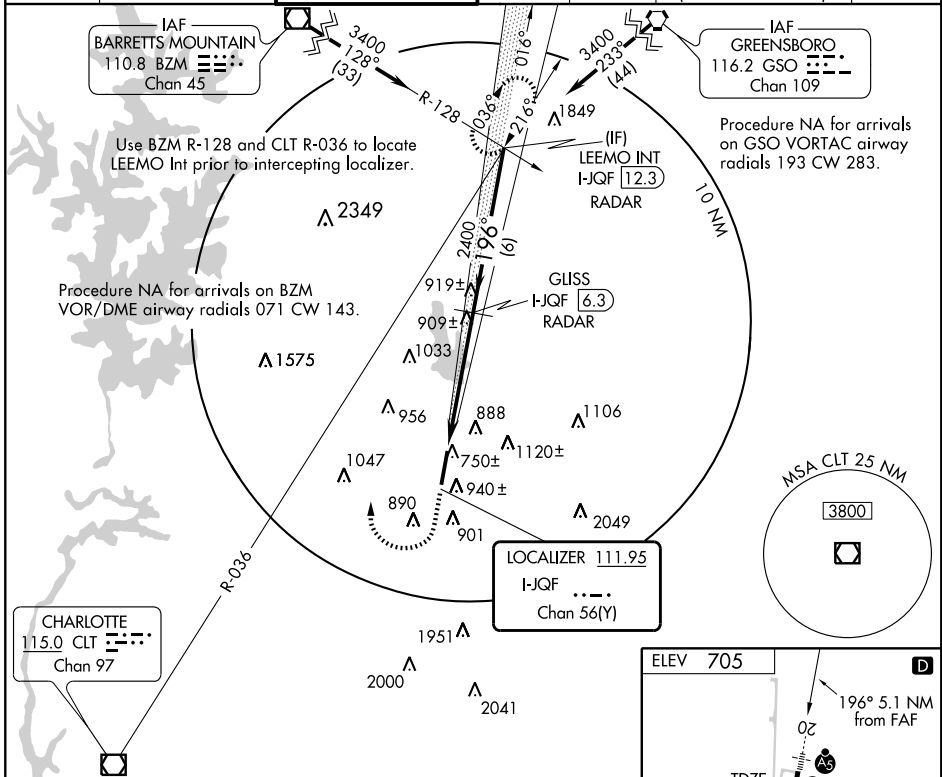 IAF
BARRETTS MOUNTAIN
110.8 BZM
Chan 45
3400
128°
(33)
R-128
016°
036°
216°
3400
233°
(44)
IAF
GREENSBORO
116.2 GSO
Chan 109
1849
Use BZM R-128 and CLT R-036 to locate
LEEMO Int prior to intercepting localizer.
Procedure NA for arrivals
on GSO VORTAC airway
radials 193 CW 283.
(IF)
LEEMO INT
I-JQF 12.3
RADAR
10 NM
2349
2400
196°
(6)
Procedure NA for arrivals on BZM
VOR/DME airway radials 071 CW 143.
919±
909±
GLISS
I-JQF 6.3
RADAR
1575
1033
956
888
1106
1120±
750±
1047
940±
890
901
2049
MSA CLT 25 NM
3800
R-036
LOCALIZER 111.95
I-JQF
Chan 56(Y)
CHARLOTTE
115.0 CLT
Chan 97
1951
2000
2041
ELEV 705
D
196° 5.1 NM
from FAF
20
A5
TDZE